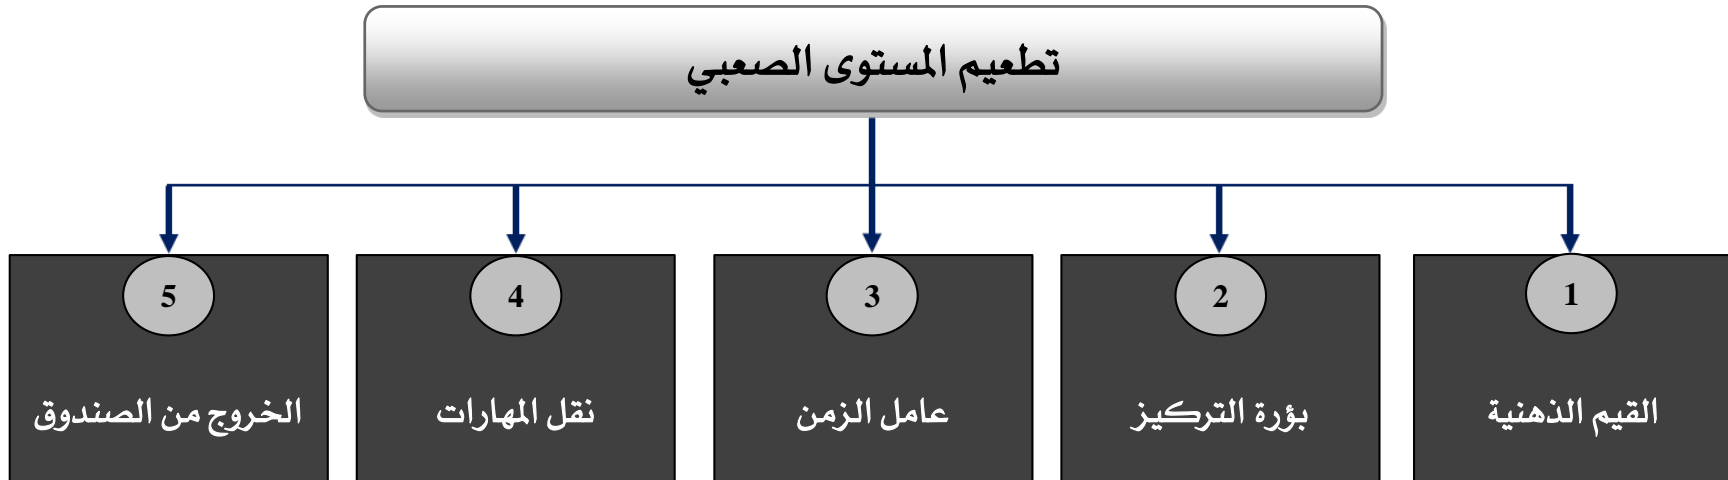 تطعيم المستوى الصعبي
1
القيم الذهنية
2
بؤرة التركيز
3
عامل الزمن
4
نقل المهارات
5
الخروج من الصندوق